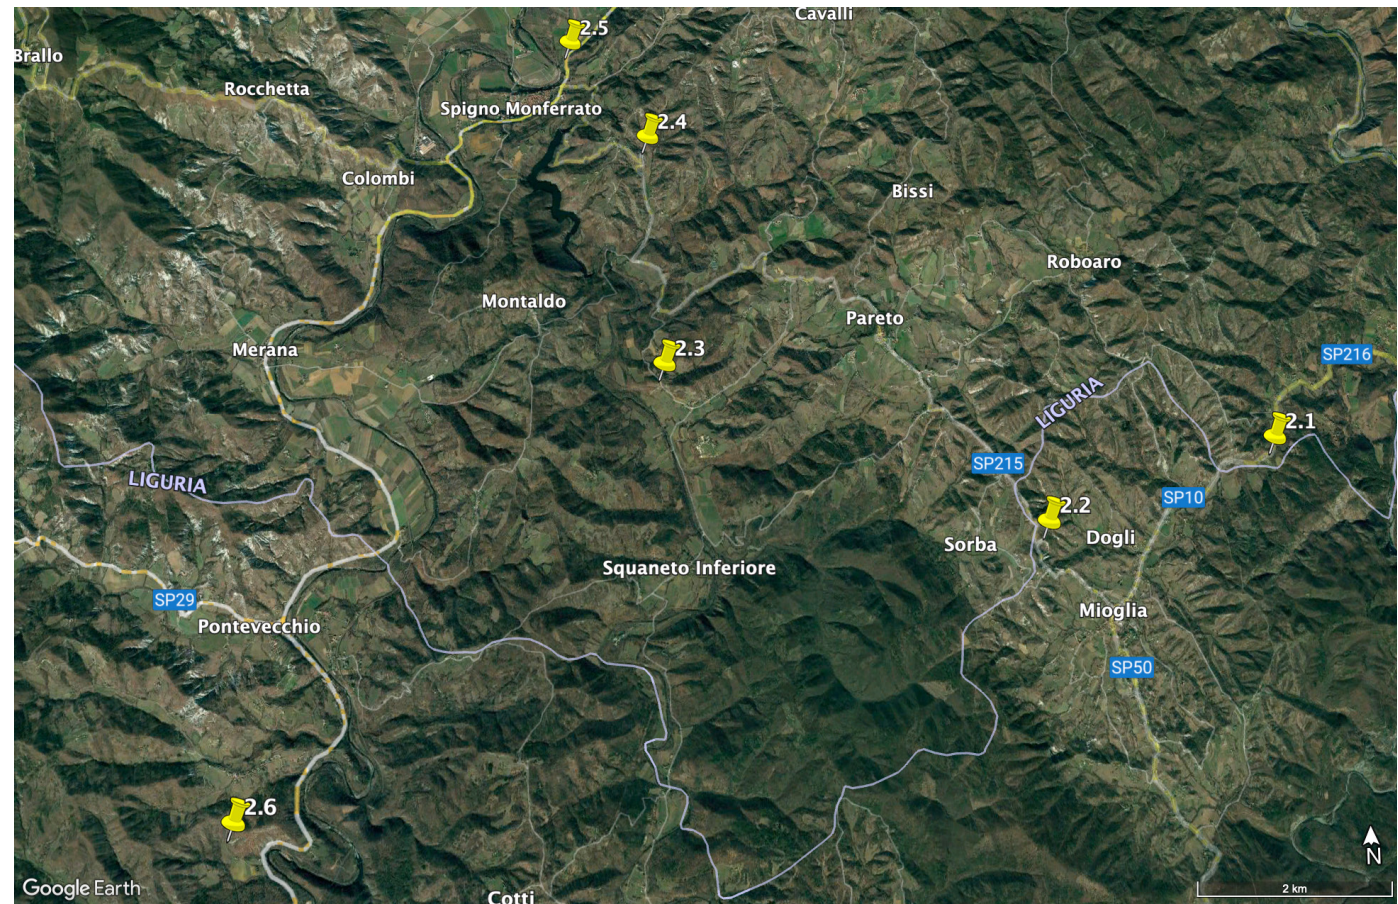 Cavalli
2.5
Brallo
Rocchetta
Spigno Monferrato
2.4
Colombi
Bissi
Roboaro
Montaldo
Pareto
Merana
2.3
SP216
LIGURIA
2.1
SP215
LIGURIA
SP10
2.2
Sorba
Dogli
Squaneto Inferiore
SP29
Mioglia
Pontevecchio
SP50
2.6
N
Google Earth
2 km
Cotti